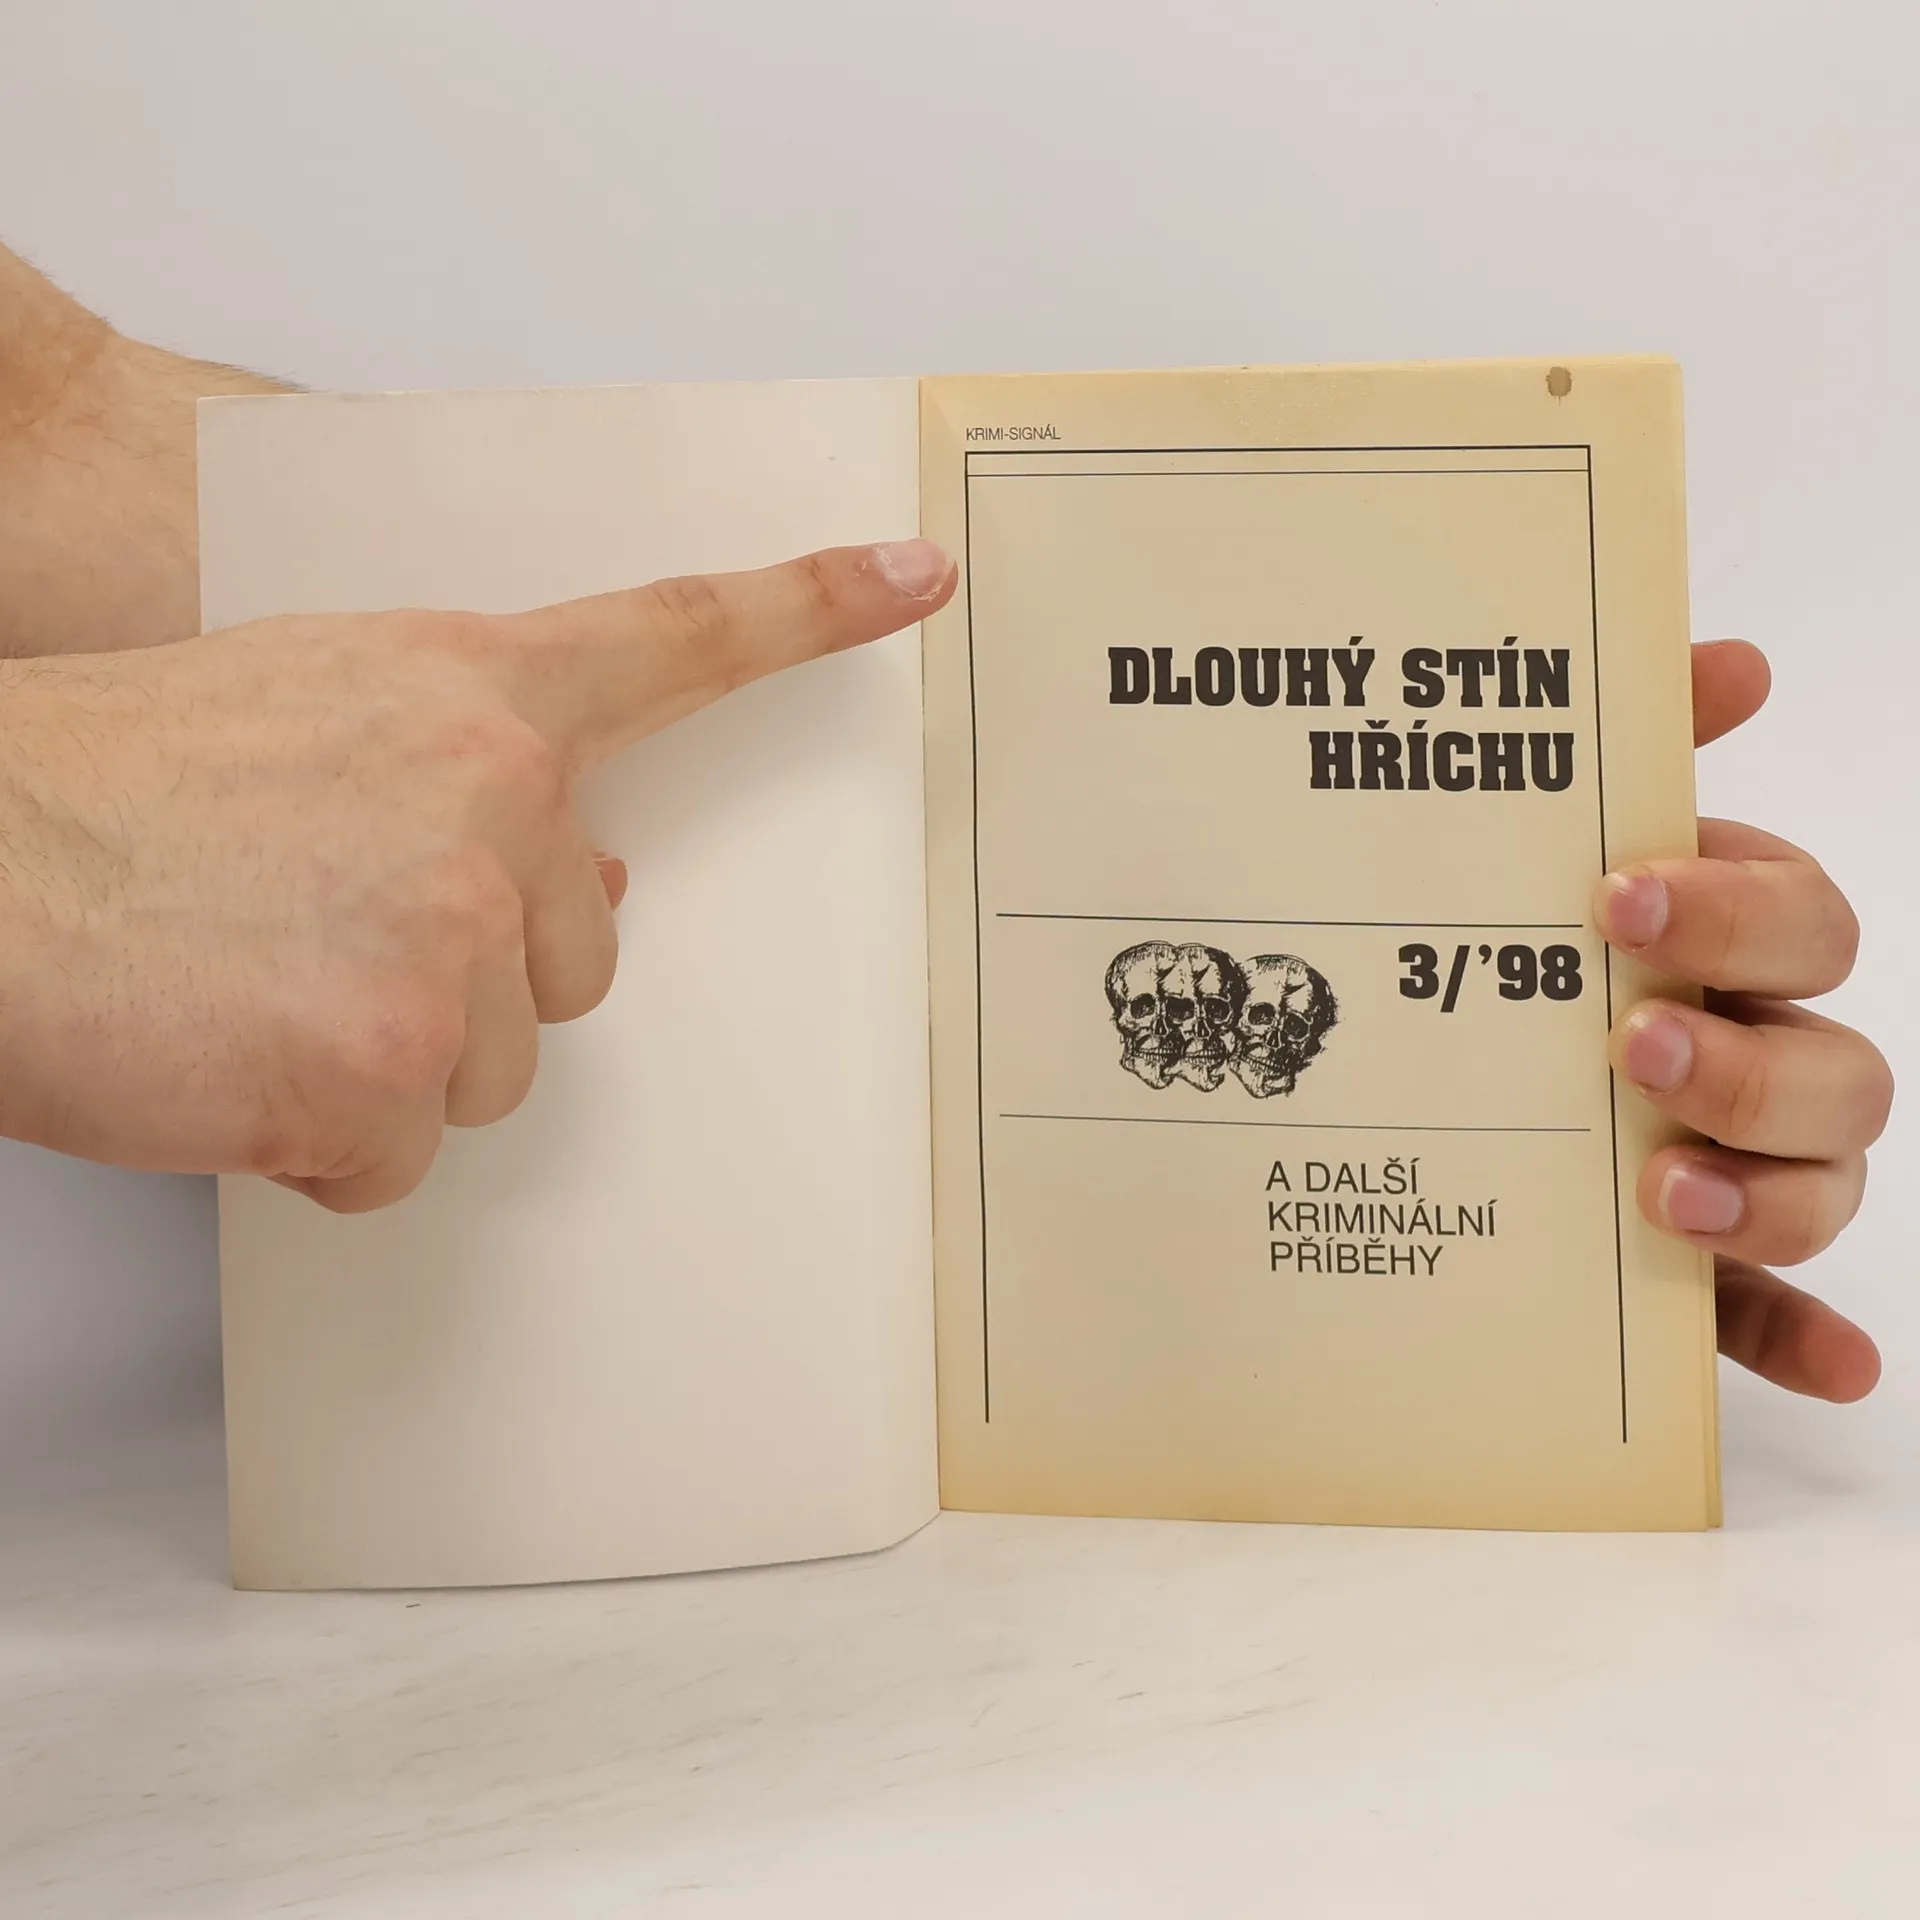 KRIMI-SIGNÁL
DLOUHÝ STÍN
HŘÍCHU
3/'98
A DALŠÍ
KRIMINÁLNÍ
PŘÍBĚHY